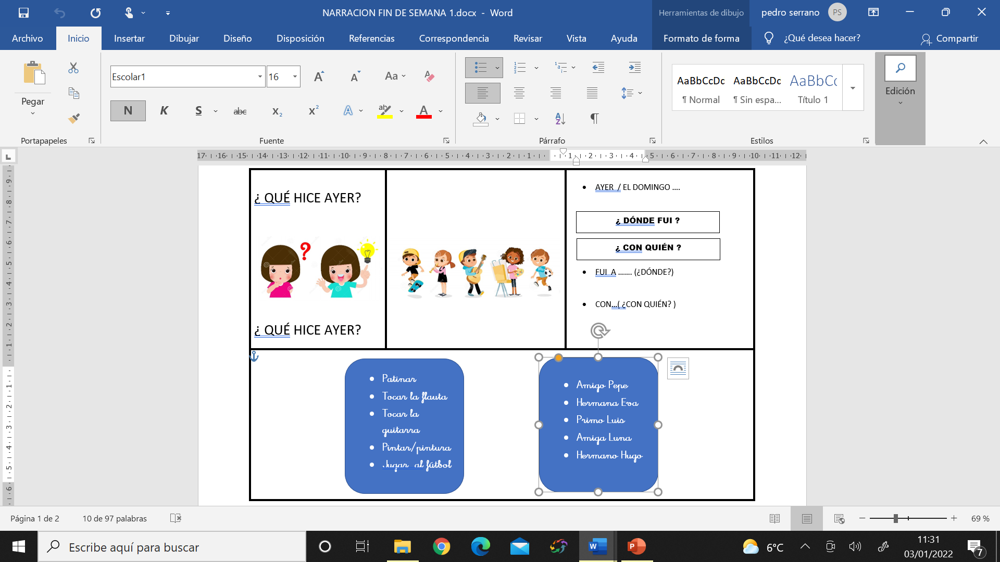 NARRACION FIN DE SEMANA 1.docx - Word
Herramientas de dibujo
pedro serrano
PS
Archivo
Inicio
Insertar
Dibujar
Diseño
Disposición
Referencias
Correspondencia
Revisar
Vista
Ayuda
Formato de forma
¿Qué desea hacer?
Compartir
Pegar
Portapapeles
Escolar1
16
Fuente
Párrafo
AaBbCcDc
AaBbCcDc
AaBbCc
¶ Normal
¶ Sin espa...
Título 1
Estilos
Edición
¿ QUÉ HICE AYER?
¿ QUÉ HICE AYER?
AYER / EL DOMINGO ....
¿ DÓNDE FUI ?
¿ CON QUIÉN ?
FUI A ....... (¿DÓNDE?)
CON...( ¿CON QUIÉN? )
Patinar
Tocar la flauta
Tocar la
guitarra
Pintar/pintura
Jugar al fútbol
Amigo Pepe
Hermana Eva
Primo Luis
Amiga Luna
Hermano Hugo
Página 1 de 2
10 de 97 palabras
69 %
Escribe aquí para buscar
6°C
11:31
03/01/2022
7